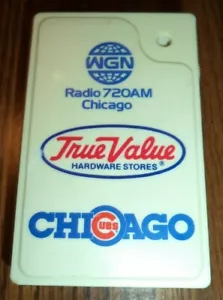 WGN
Radio 720AM
Chicago
True Value
HARDWARE STORES®
CHICAGO
CUBS